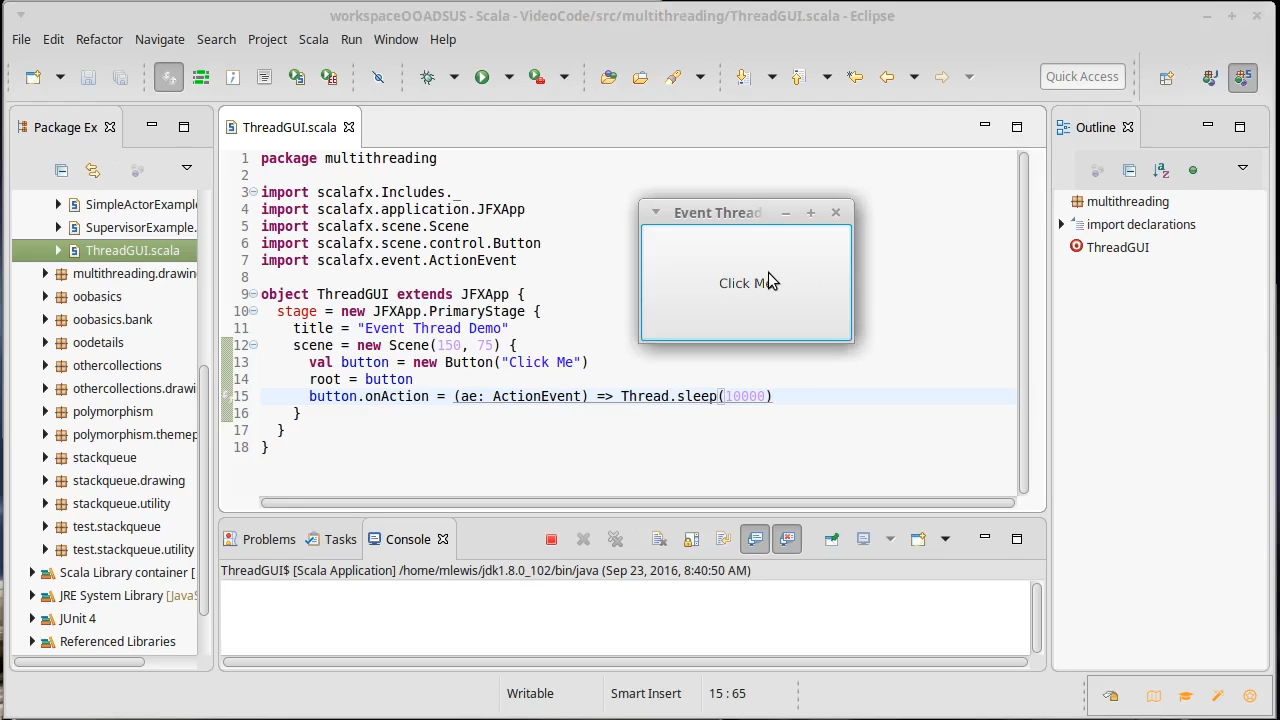 workspaceOOADSUS - Scala - VideoCode/src/multithreading/ThreadGUI.scala - Eclipse
File Edit Refactor Navigate Search Project Scala Run Window Help
Quick Access
Package Ex
SimpleActorExampl
SupervisorExample.
ThreadGUI.scala
multithreading.drawin
oobasics
oobasics.bank
oodetails
othercollections
othercollections.drawi
polymorphism
polymorphism.themep
stackqueue
stackqueue.drawing
stackqueue.utility
test.stackqueue
test.stackqueue.utility
Scala Library container [
JRE System Library [JavaS
JUnit 4
Referenced Libraries
ThreadGUI.scala
1 package multithreading
2
3 import scalafx.Includes._
4 import scalafx.application.JFXApp
5 import scalafx.scene.Scene
6 import scalafx.scene.control.Button
7 import scalafx.event.ActionEvent
8
9 object ThreadGUI extends JFXApp {
10 stage = new JFXApp.PrimaryStage {
11 title = "Event Thread Demo"
12 scene = new Scene(150, 75) {
13 val button = new Button("Click Me")
14 root = button
15 button.onAction = (ae: ActionEvent) => Thread.sleep(10000)
16 }
17 }
18 }
Event Thread
Click Me
Outline
multithreading
import declarations
ThreadGUI
Problems Tasks Console
ThreadGUI$ [Scala Application] /home/mlewis/jdk1.8.0_102/bin/java (Sep 23, 2016, 8:40:50 AM)
Writable Smart Insert 15 : 65